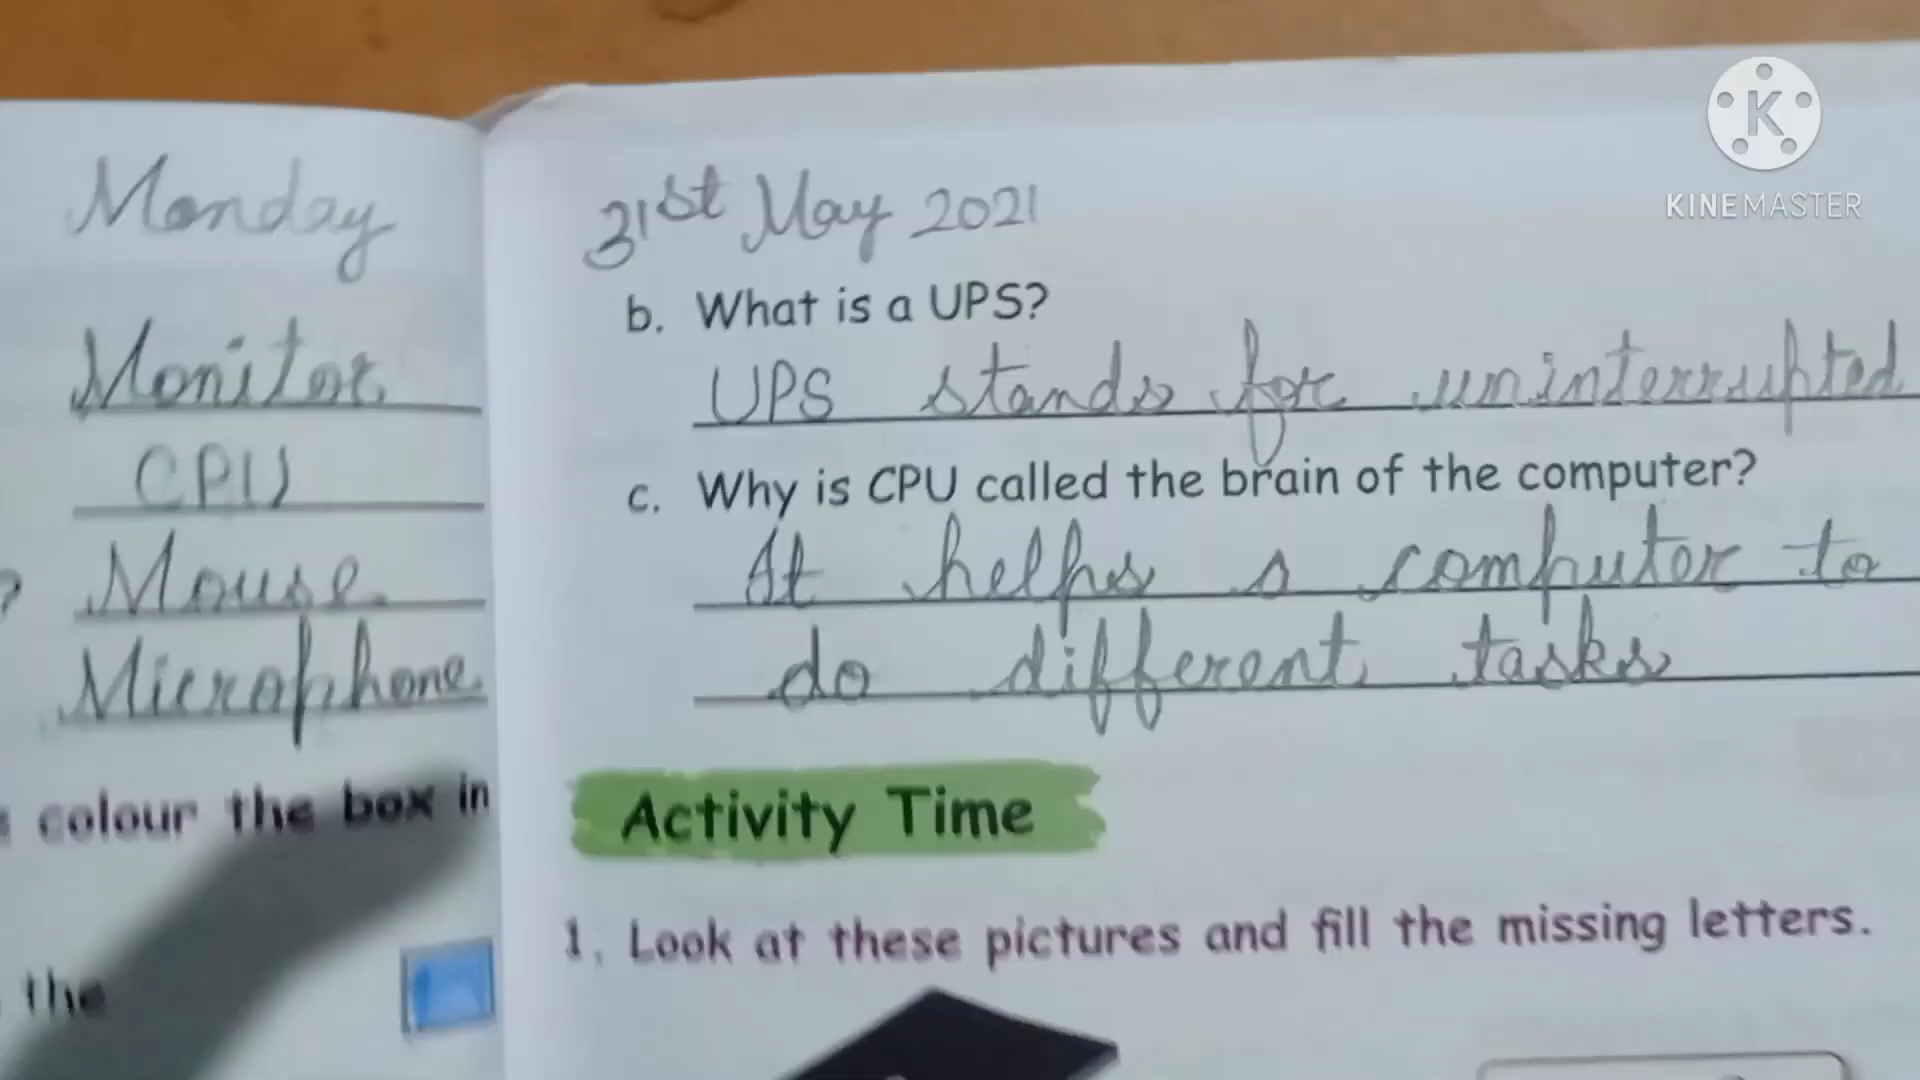 Monday
Monitor
CPU
? Mouse
Microphone
colour the box in
the
31st May 2021
b. What is a UPS?
UPS stands for uninterrupted
c. Why is CPU called the brain of the computer?
It helps a computer to
do different tasks
Activity Time
1. Look at these pictures and fill the missing letters.
K
KINEMASTER